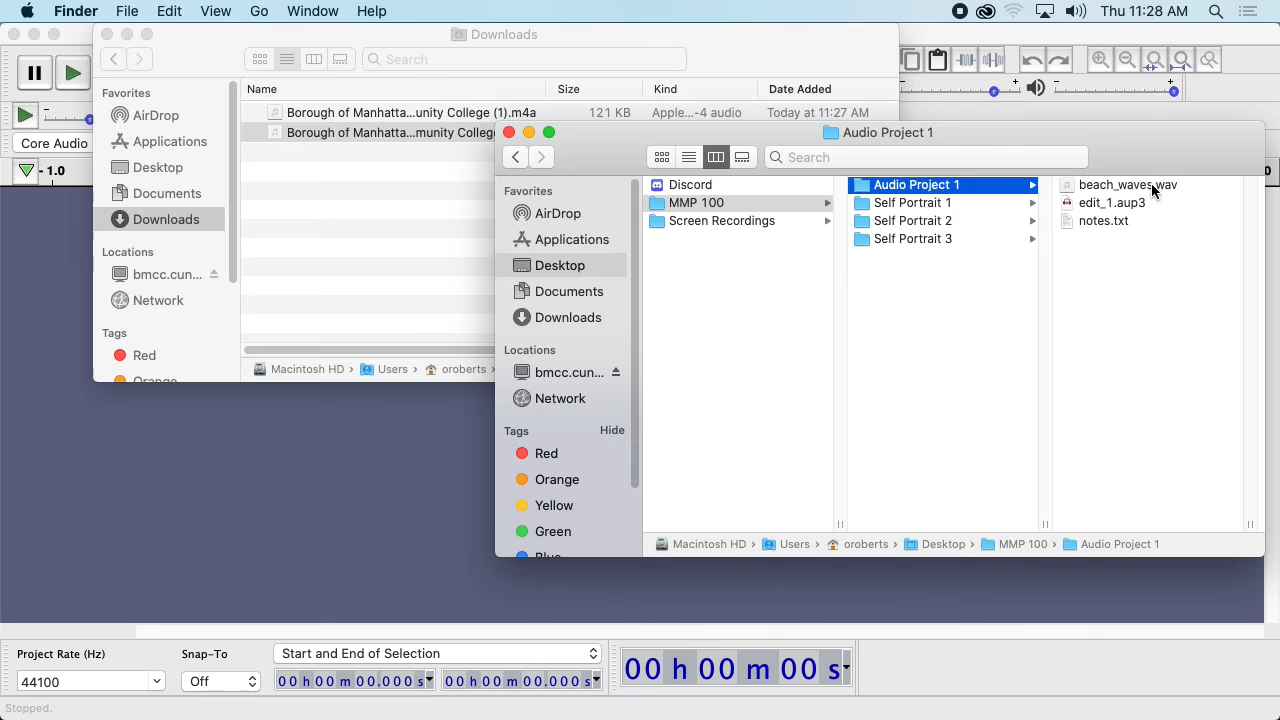 Finder File Edit View Go Window Help Thu 11:28 AM
Downloads
Search
Favorites
AirDrop
Applications
Desktop
Documents
Downloads
Locations
bmcc.cun...
Network
Tags
Red
Name Size Kind Date Added
Borough of Manhatta...unity College (1).m4a 121 KB Apple...-4 audio Today at 11:27 AM
Borough of Manhatta...munity College
Macintosh HD › Users › oroberts ›
Core Audio
- 1.0
0
Audio Project 1
Search
Favorites
AirDrop
Applications
Desktop
Documents
Downloads
Locations
bmcc.cun...
Network
Tags Hide
Red
Orange
Yellow
Green
Blue
Discord
MMP 100
Screen Recordings
Audio Project 1
Self Portrait 1
Self Portrait 2
Self Portrait 3
beach_waves.wav
edit_1.aup3
notes.txt
Macintosh HD › Users › oroberts › Desktop › MMP 100 › Audio Project 1
Project Rate (Hz) Snap-To Start and End of Selection
44100 Off 00 h 00 m 00.000 s 00 h 00 m 00.000 s
00 h 00 m 00 s
Stopped.